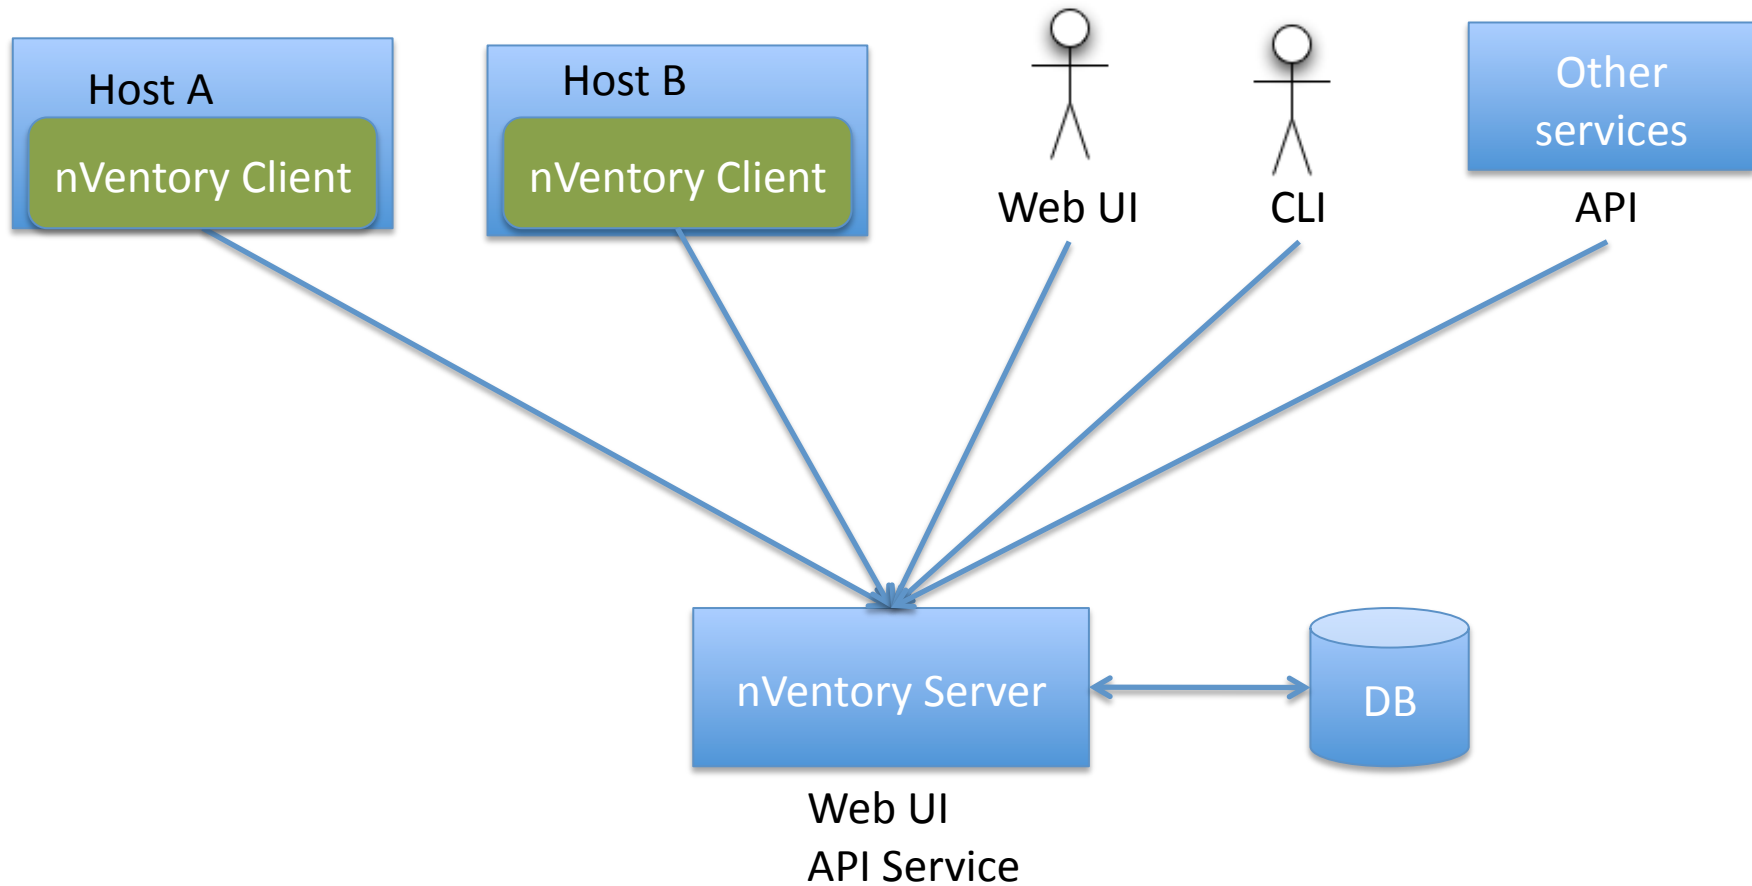 Host A
nVentory Client
Host B
nVentory Client
Web UI
CLI
Other
services
API
nVentory Server
DB
Web UI
API Service